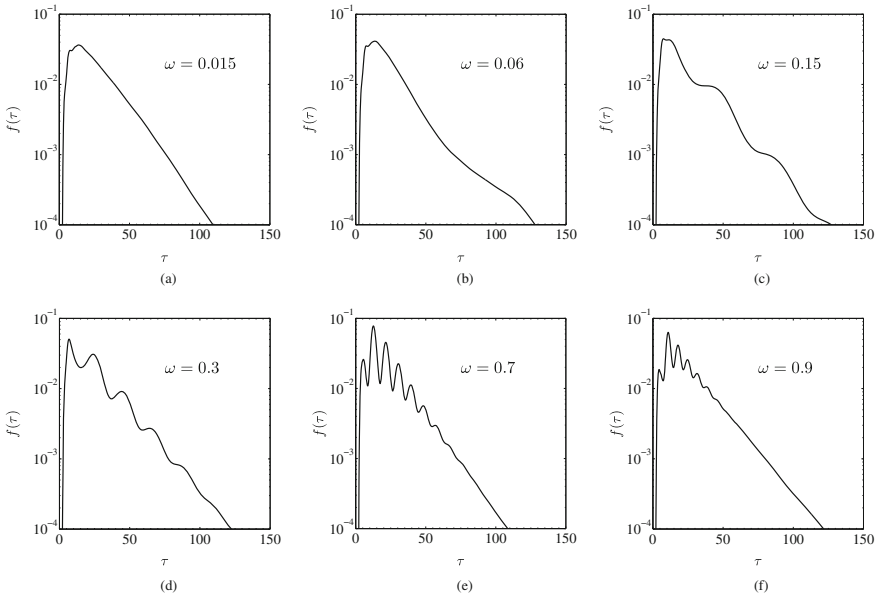 10⁻¹
10⁻²
10⁻³
10⁻⁴
f(τ)
ω = 0.015
0 50 100 150
τ
(a)
10⁻¹
10⁻²
10⁻³
10⁻⁴
f(τ)
ω = 0.06
0 50 100 150
τ
(b)
10⁻¹
10⁻²
10⁻³
10⁻⁴
f(τ)
ω = 0.15
0 50 100 150
τ
(c)
10⁻¹
10⁻²
10⁻³
10⁻⁴
f(τ)
ω = 0.3
0 50 100 150
τ
(d)
10⁻¹
10⁻²
10⁻³
10⁻⁴
f(τ)
ω = 0.7
0 50 100 150
τ
(e)
10⁻¹
10⁻²
10⁻³
10⁻⁴
f(τ)
ω = 0.9
0 50 100 150
τ
(f)